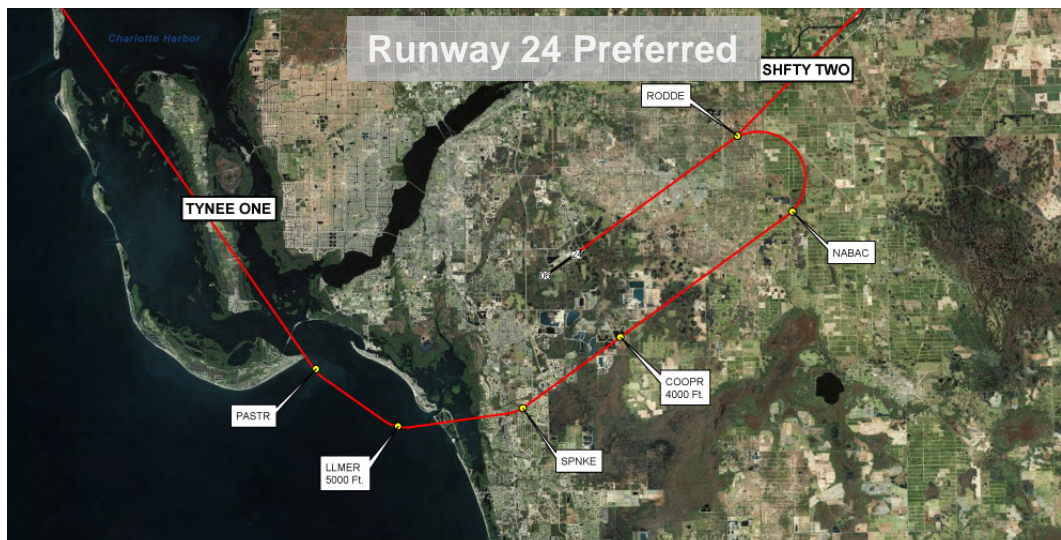 Charlotte Harbor
Runway 24 Preferred
SHFTY TWO
RODDE
TYNEE ONE
NABAC
24
06
COOPR
4000 Ft.
PASTR
SPNKE
LLMER
5000 Ft.